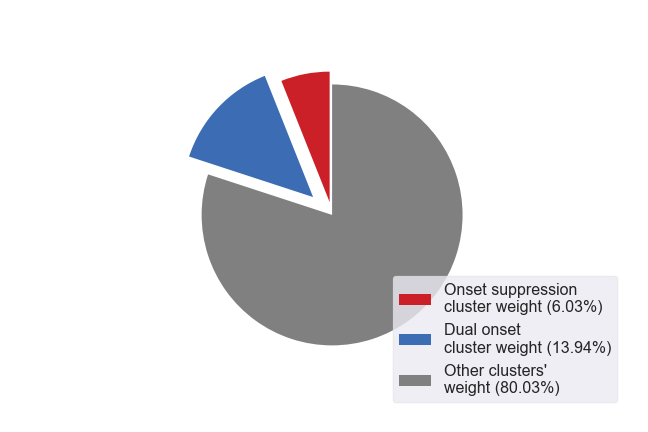 Onset suppression
cluster weight (6.03%)
Dual onset
cluster weight (13.94%)
Other clusters'
weight (80.03%)